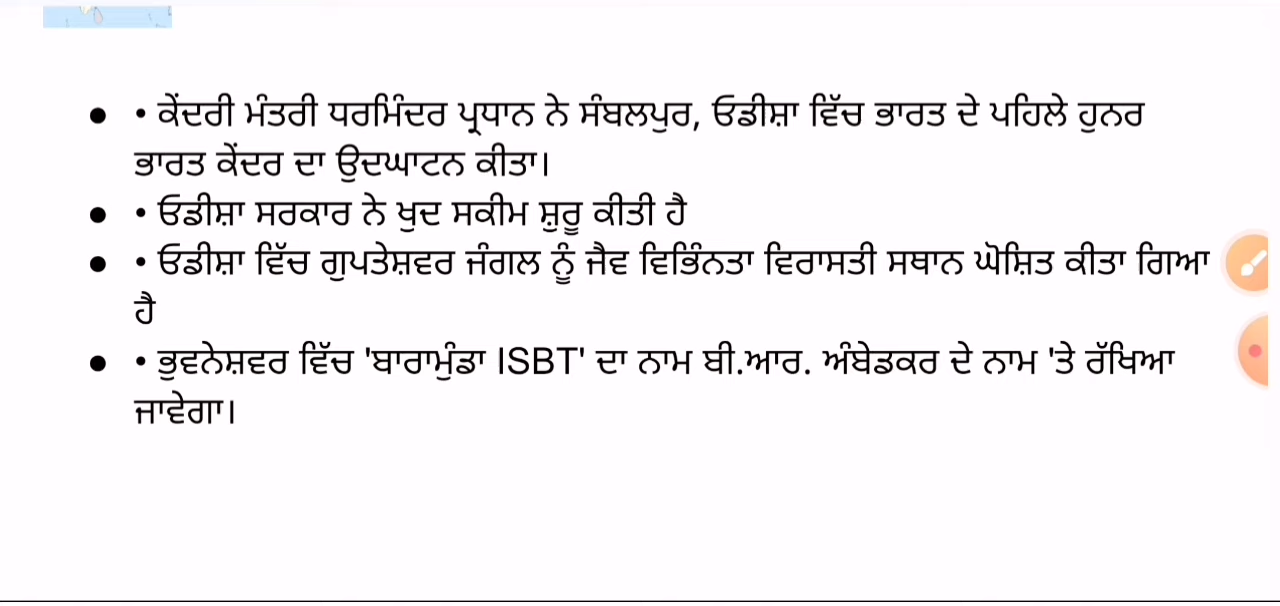 ● • ਕੇਂਦਰੀ ਮੰਤਰੀ ਧਰਮਿੰਦਰ ਪ੍ਰਧਾਨ ਨੇ ਸੰਬਲਪੁਰ, ਓਡੀਸ਼ਾ ਵਿੱਚ ਭਾਰਤ ਦੇ ਪਹਿਲੇ ਹੁਨਰ
ਭਾਰਤ ਕੇਂਦਰ ਦਾ ਉਦਘਾਟਨ ਕੀਤਾ।
● • ਓਡੀਸ਼ਾ ਸਰਕਾਰ ਨੇ ਖੁਦ ਸਕੀਮ ਸ਼ੁਰੂ ਕੀਤੀ ਹੈ
● • ਓਡੀਸ਼ਾ ਵਿੱਚ ਗੁਪਤੇਸ਼ਵਰ ਜੰਗਲ ਨੂੰ ਜੈਵ ਵਿਭਿੰਨਤਾ ਵਿਰਾਸਤੀ ਸਥਾਨ ਘੋਸ਼ਿਤ ਕੀਤਾ ਗਿਆ
ਹੈ
● • ਭੁਵਨੇਸ਼ਵਰ ਵਿੱਚ 'ਬਾਰਾਮੁੰਡਾ ISBT' ਦਾ ਨਾਮ ਬੀ.ਆਰ. ਅੰਬੇਡਕਰ ਦੇ ਨਾਮ 'ਤੇ ਰੱਖਿਆ
ਜਾਵੇਗਾ।